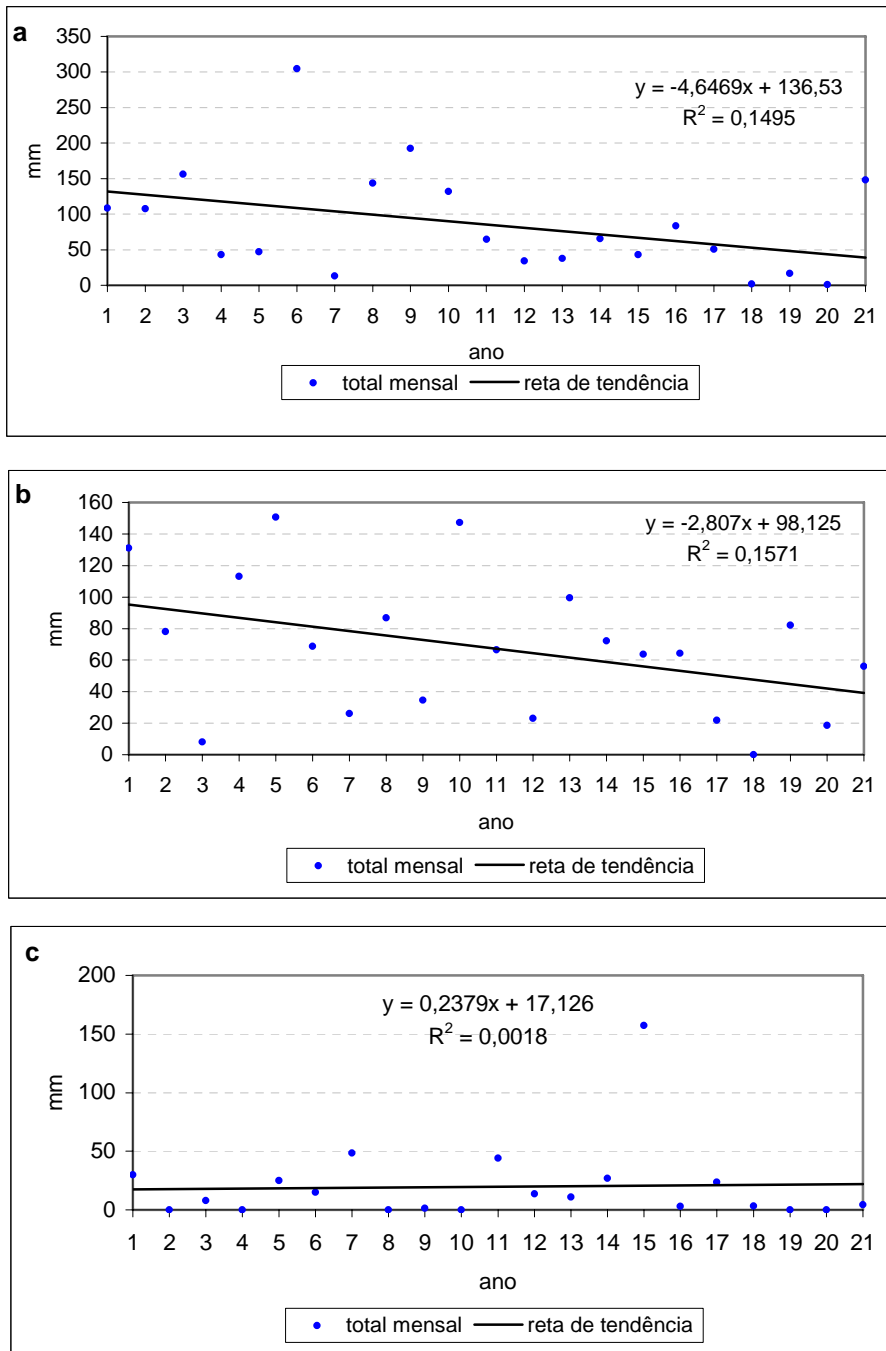 a
350
300
250
200
150
100
50
0
mm
y = -4,6469x + 136,53
R² = 0,1495
1 2 3 4 5 6 7 8 9 10 11 12 13 14 15 16 17 18 19 20 21
ano
total mensal reta de tendência
b
160
140
120
100
80
60
40
20
0
mm
y = -2,807x + 98,125
R² = 0,1571
1 2 3 4 5 6 7 8 9 10 11 12 13 14 15 16 17 18 19 20 21
ano
total mensal reta de tendência
c
200
150
100
50
0
mm
y = 0,2379x + 17,126
R² = 0,0018
1 2 3 4 5 6 7 8 9 10 11 12 13 14 15 16 17 18 19 20 21
ano
total mensal reta de tendência